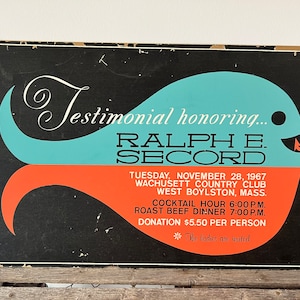 Testimonial honoring...
RALPH E.
SECORD
TUESDAY, NOVEMBER 28, 1967
WACHUSETT COUNTRY CLUB
WEST BOYLSTON, MASS.
COCKTAIL HOUR 6:00 P.M.
ROAST BEEF DINNER 7:00 P.M.
DONATION $5.50 PER PERSON